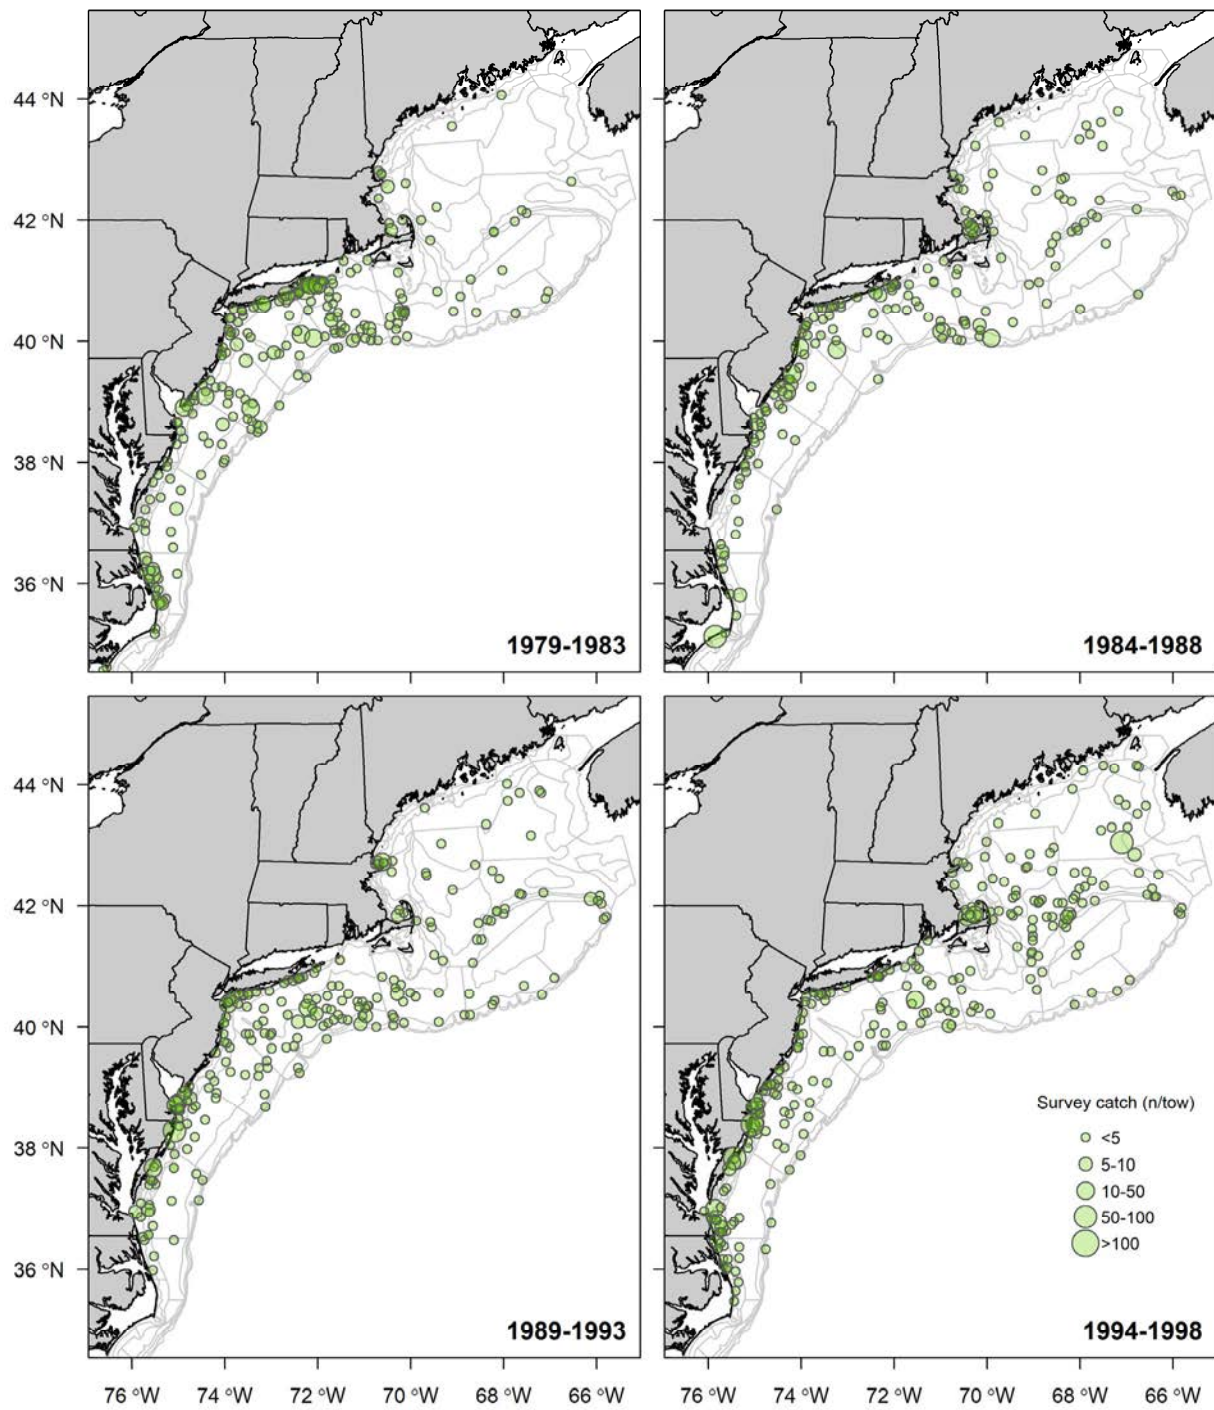 44 °N
42 °N
40 °N
38 °N
36 °N
1979-1983
1984-1988
44 °N
42 °N
40 °N
38 °N
36 °N
Survey catch (n/tow)
<5
5-10
10-50
50-100
>100
1989-1993
1994-1998
76 °W 74 °W 72 °W 70 °W 68 °W 66 °W 76 °W 74 °W 72 °W 70 °W 68 °W 66 °W